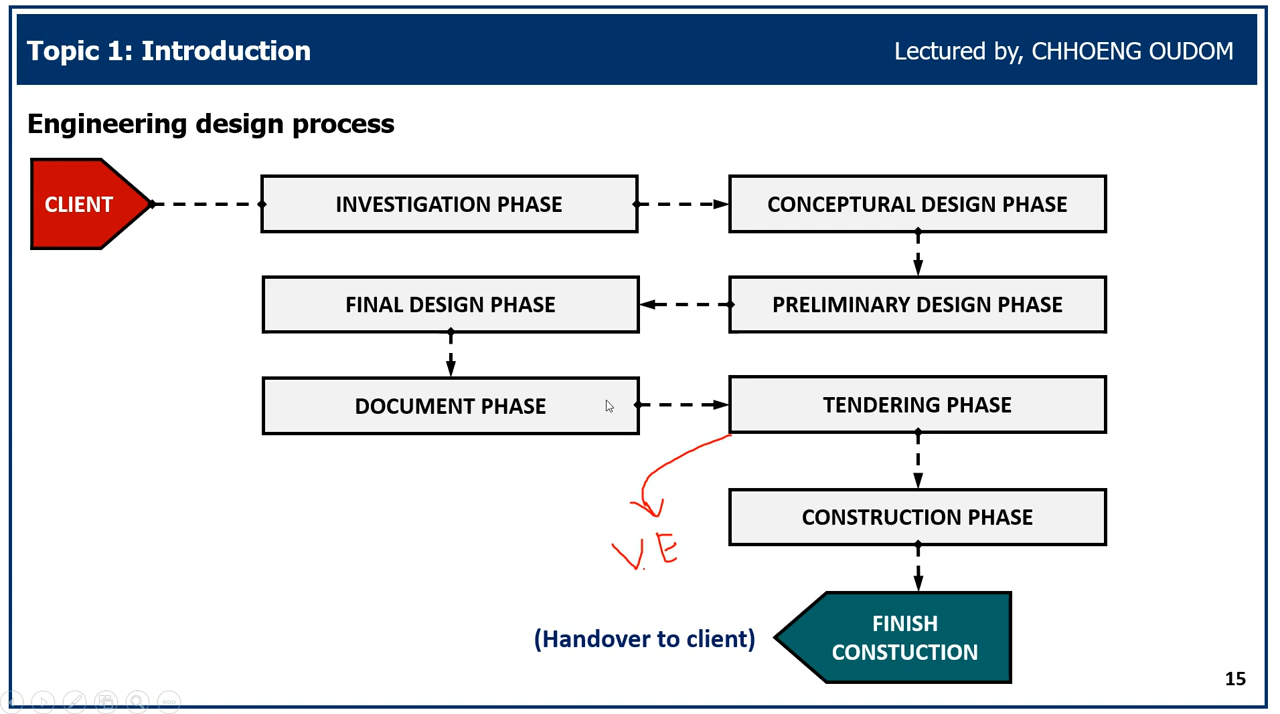 Topic 1: Introduction
Lectured by, CHHOENG OUDOM
Engineering design process
CLIENT
INVESTIGATION PHASE
CONCEPTURAL DESIGN PHASE
FINAL DESIGN PHASE
PRELIMINARY DESIGN PHASE
DOCUMENT PHASE
TENDERING PHASE
CONSTRUCTION PHASE
V.E
FINISH
CONSTUCTION
(Handover to client)
15